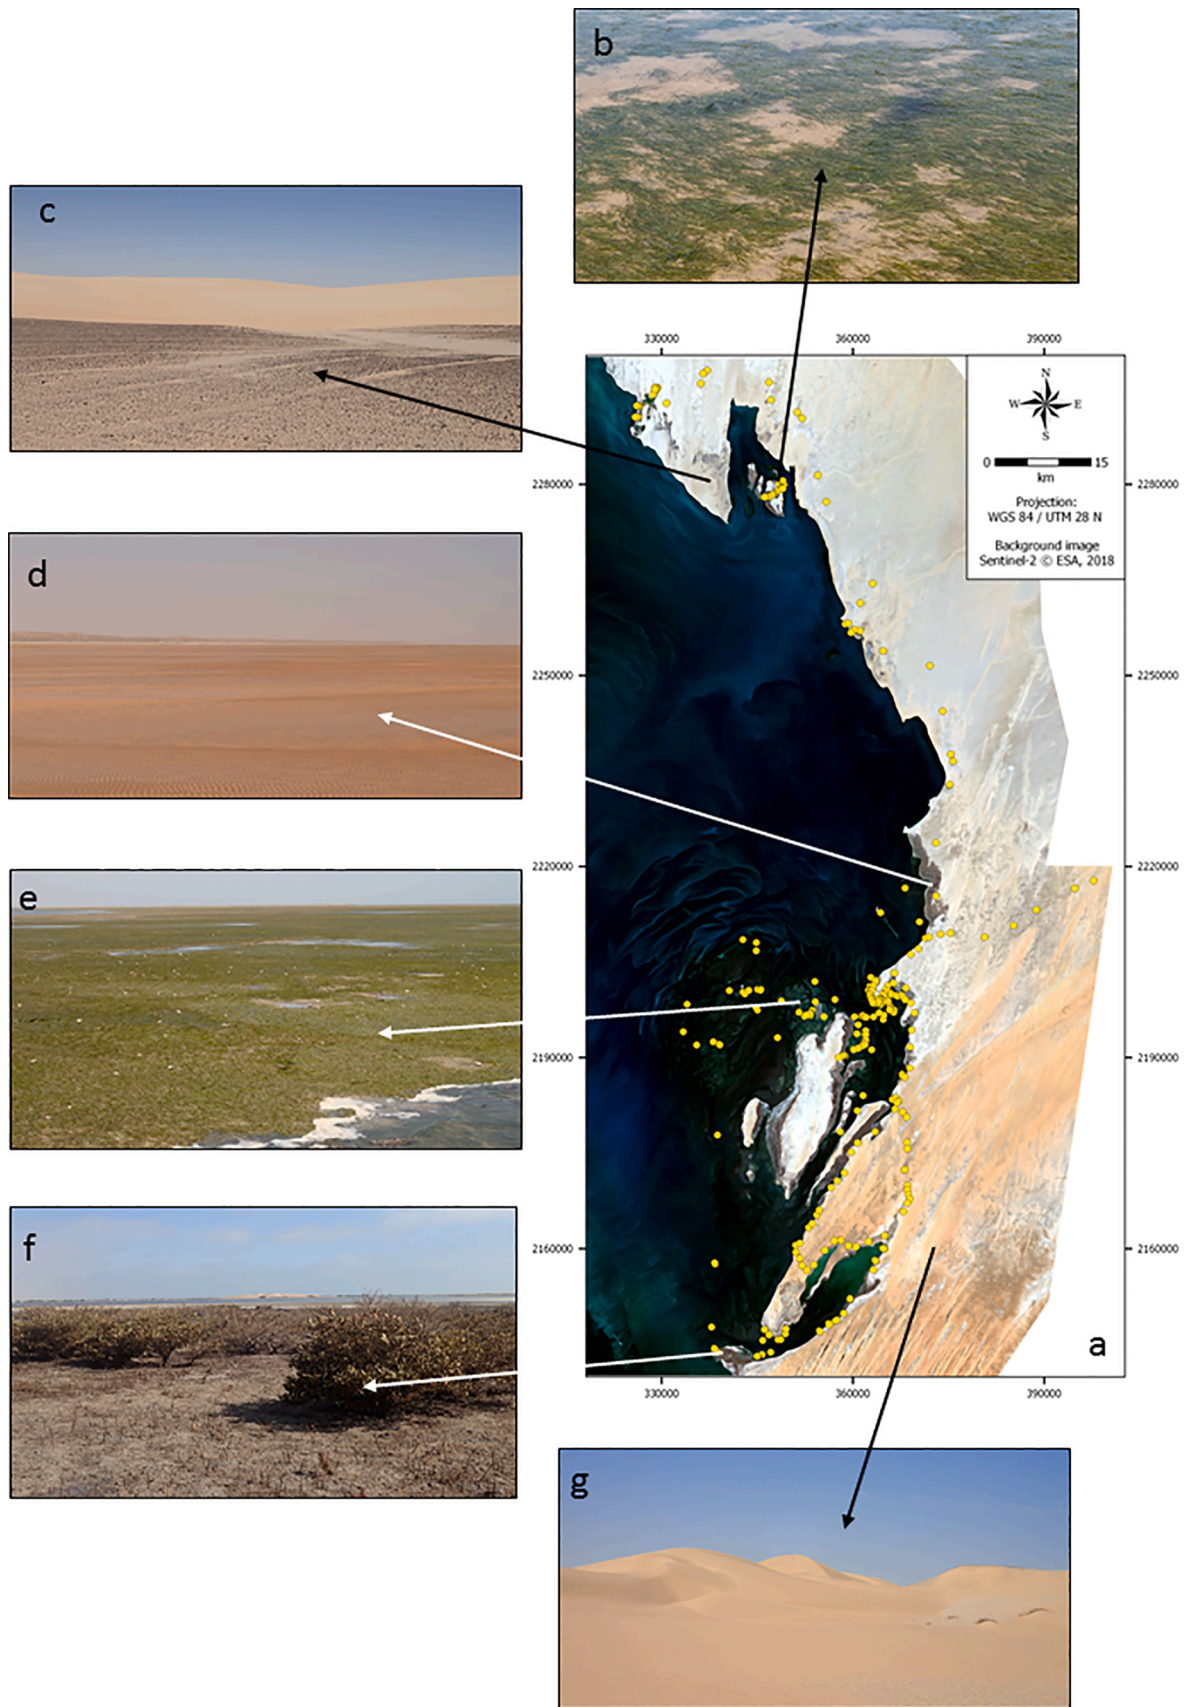 b
c
330000 360000 390000
N
W E
S
0 15
km
Projection:
WGS 84 / UTM 28 N
Background image
Sentinel-2 © ESA, 2018
2280000 2280000
d
2250000 2250000
2220000 2220000
e
2190000 2190000
f
2160000 2160000
a
330000 360000 390000
g